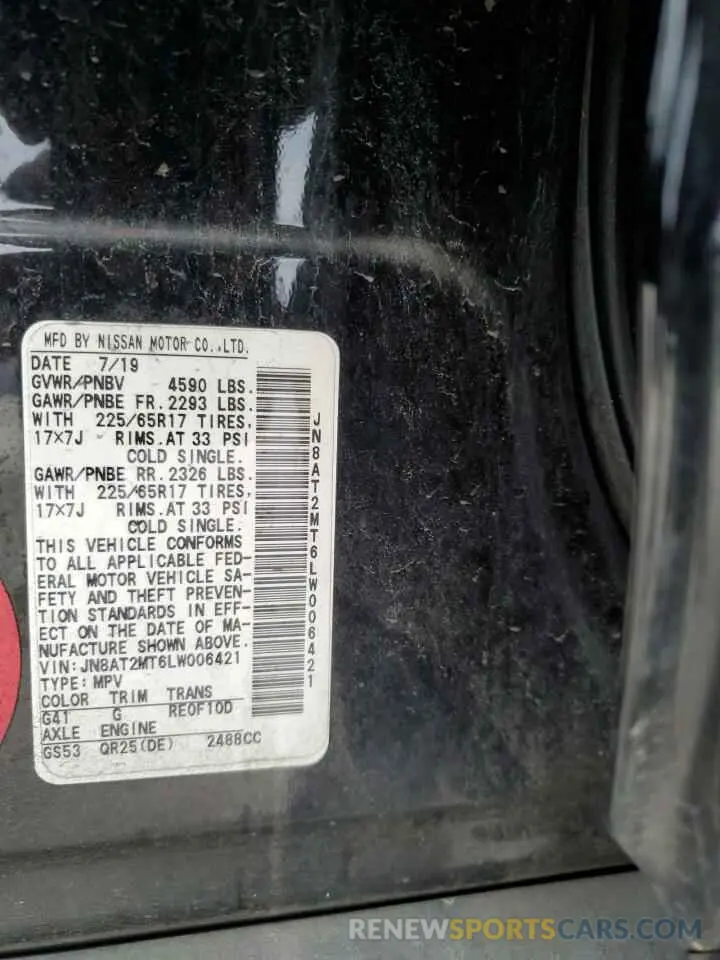 MFD BY NISSAN MOTOR CO.,LTD.
DATE 7/19
GVWR/PNBV 4590 LBS.
GAWR/PNBE FR. 2293 LBS.
WITH 225/65R17 TIRES,
17×7J RIMS. AT 33 PSI
COLD SINGLE.
GAWR/PNBE RR. 2326 LBS.
WITH 225/65R17 TIRES,
17×7J RIMS. AT 33 PSI
COLD SINGLE.
THIS VEHICLE CONFORMS
TO ALL APPLICABLE FED-
ERAL MOTOR VEHICLE SA-
FETY AND THEFT PREVEN-
TION STANDARDS IN EFF-
ECT ON THE DATE OF MA-
NUFACTURE SHOWN ABOVE.
VIN: JN8AT2MT6LW006421
TYPE: MPV
COLOR TRIM TRANS
G41 G RE0F10D
AXLE ENGINE
GS53 QR25(DE) 2488CC
JN8AT2MT6LW006421
RENEWSPORTSCARS.COM